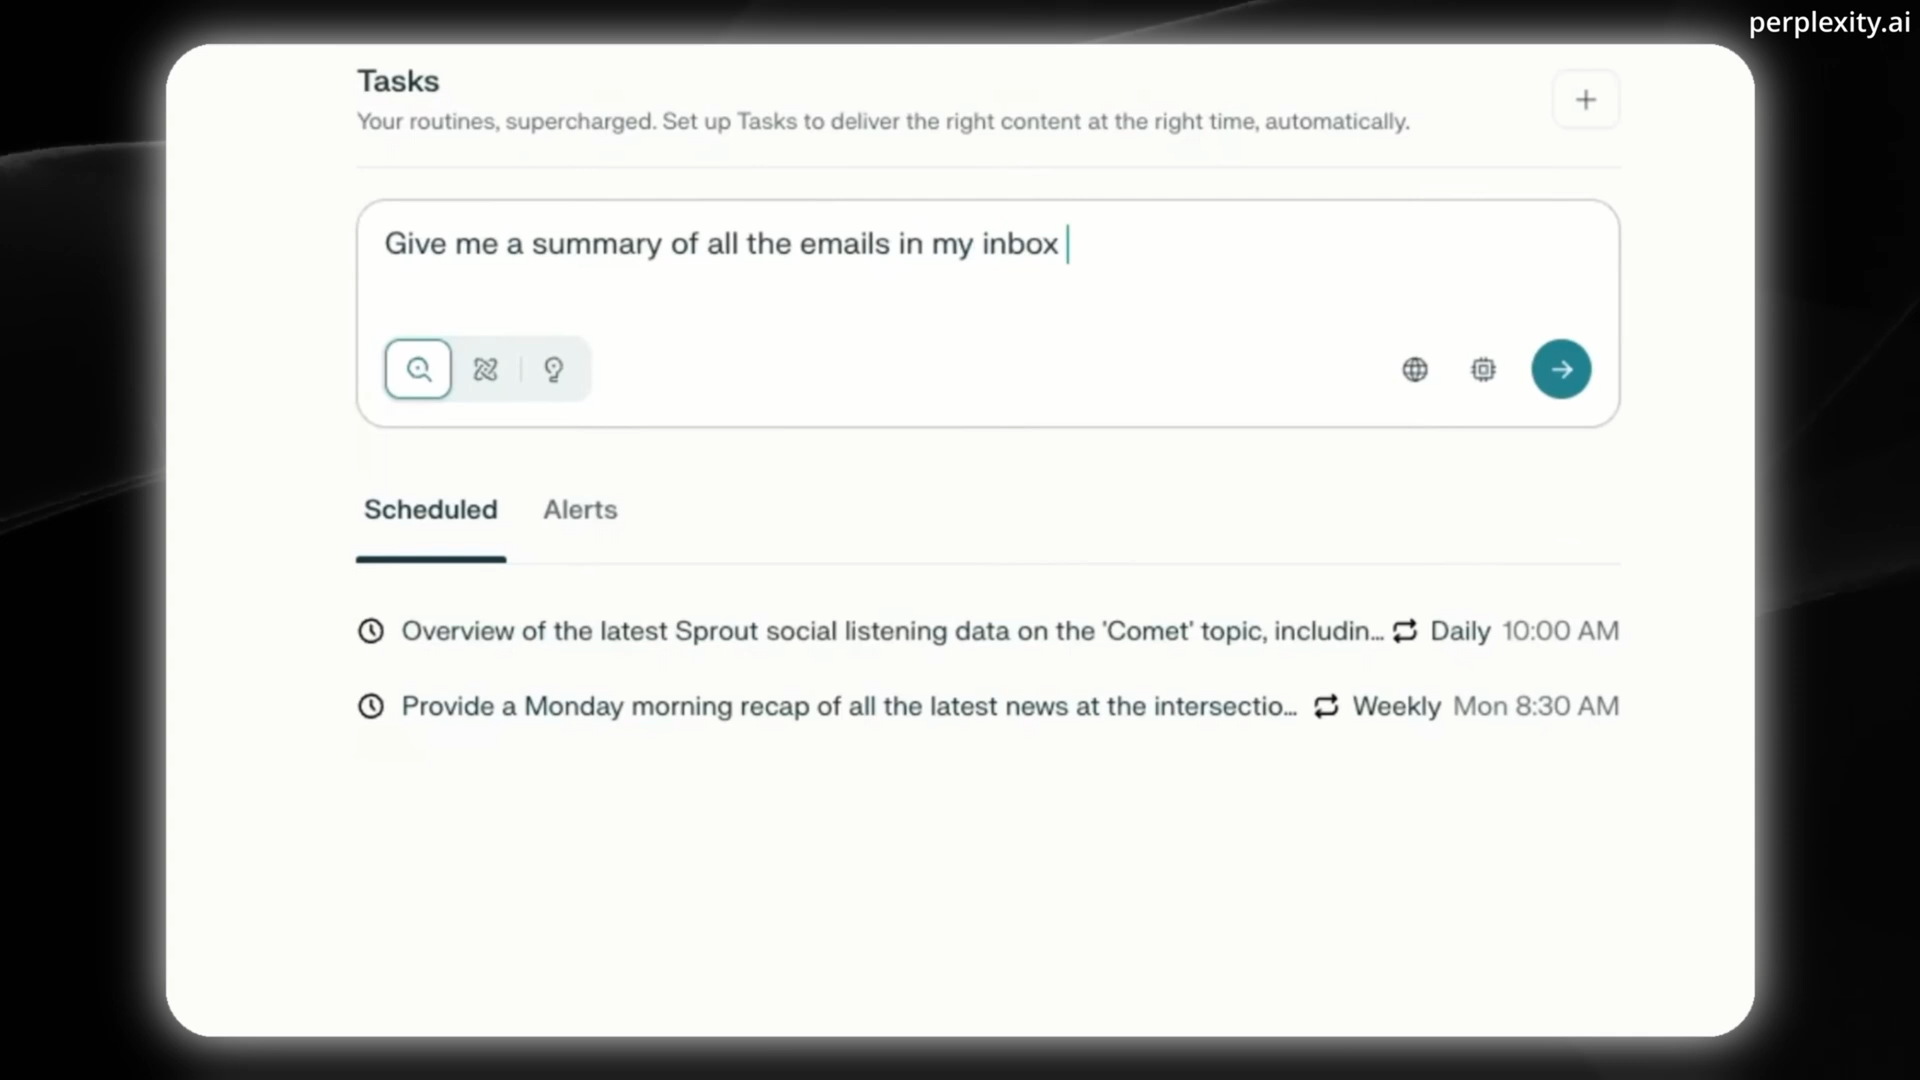 perplexity.ai
Tasks
Your routines, supercharged. Set up Tasks to deliver the right content at the right time, automatically.
Give me a summary of all the emails in my inbox
Scheduled Alerts
Overview of the latest Sprout social listening data on the 'Comet' topic, includin... Daily 10:00 AM
Provide a Monday morning recap of all the latest news at the intersectio... Weekly Mon 8:30 AM